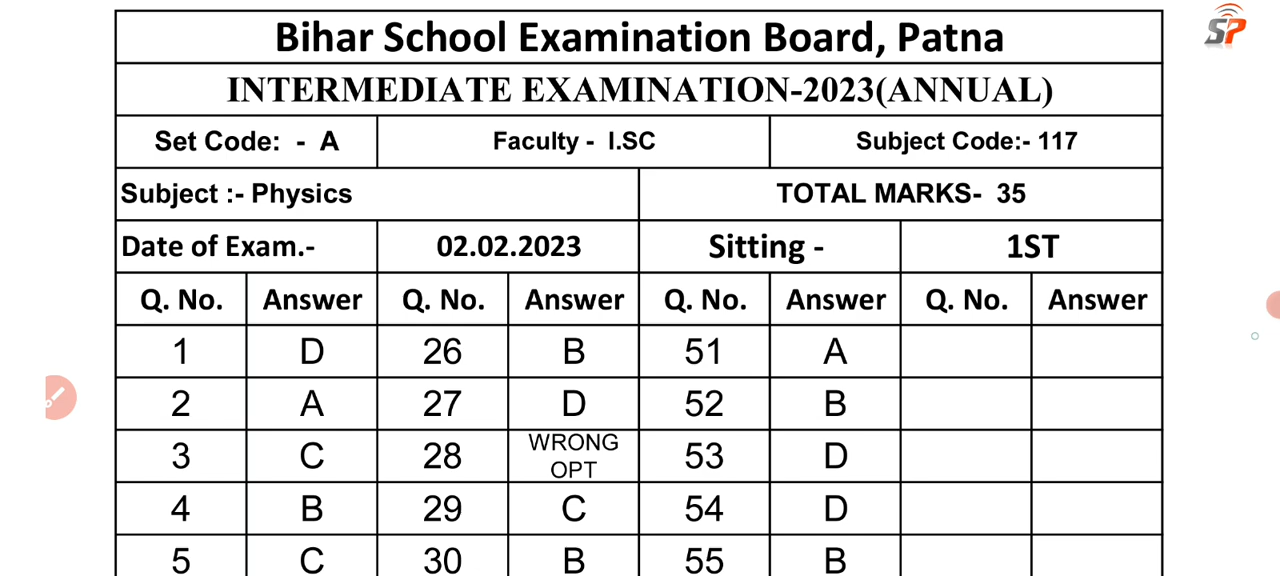 SP
Bihar School Examination Board, Patna
INTERMEDIATE EXAMINATION-2023(ANNUAL)
Set Code: - A Faculty - I.SC Subject Code:- 117
Subject :- Physics TOTAL MARKS- 35
Date of Exam.- 02.02.2023 Sitting - 1ST
Q. No. Answer Q. No. Answer Q. No. Answer Q. No. Answer
1 D 26 B 51 A
2 A 27 D 52 B
3 C 28 WRONG OPT 53 D
4 B 29 C 54 D
5 C 30 B 55 B